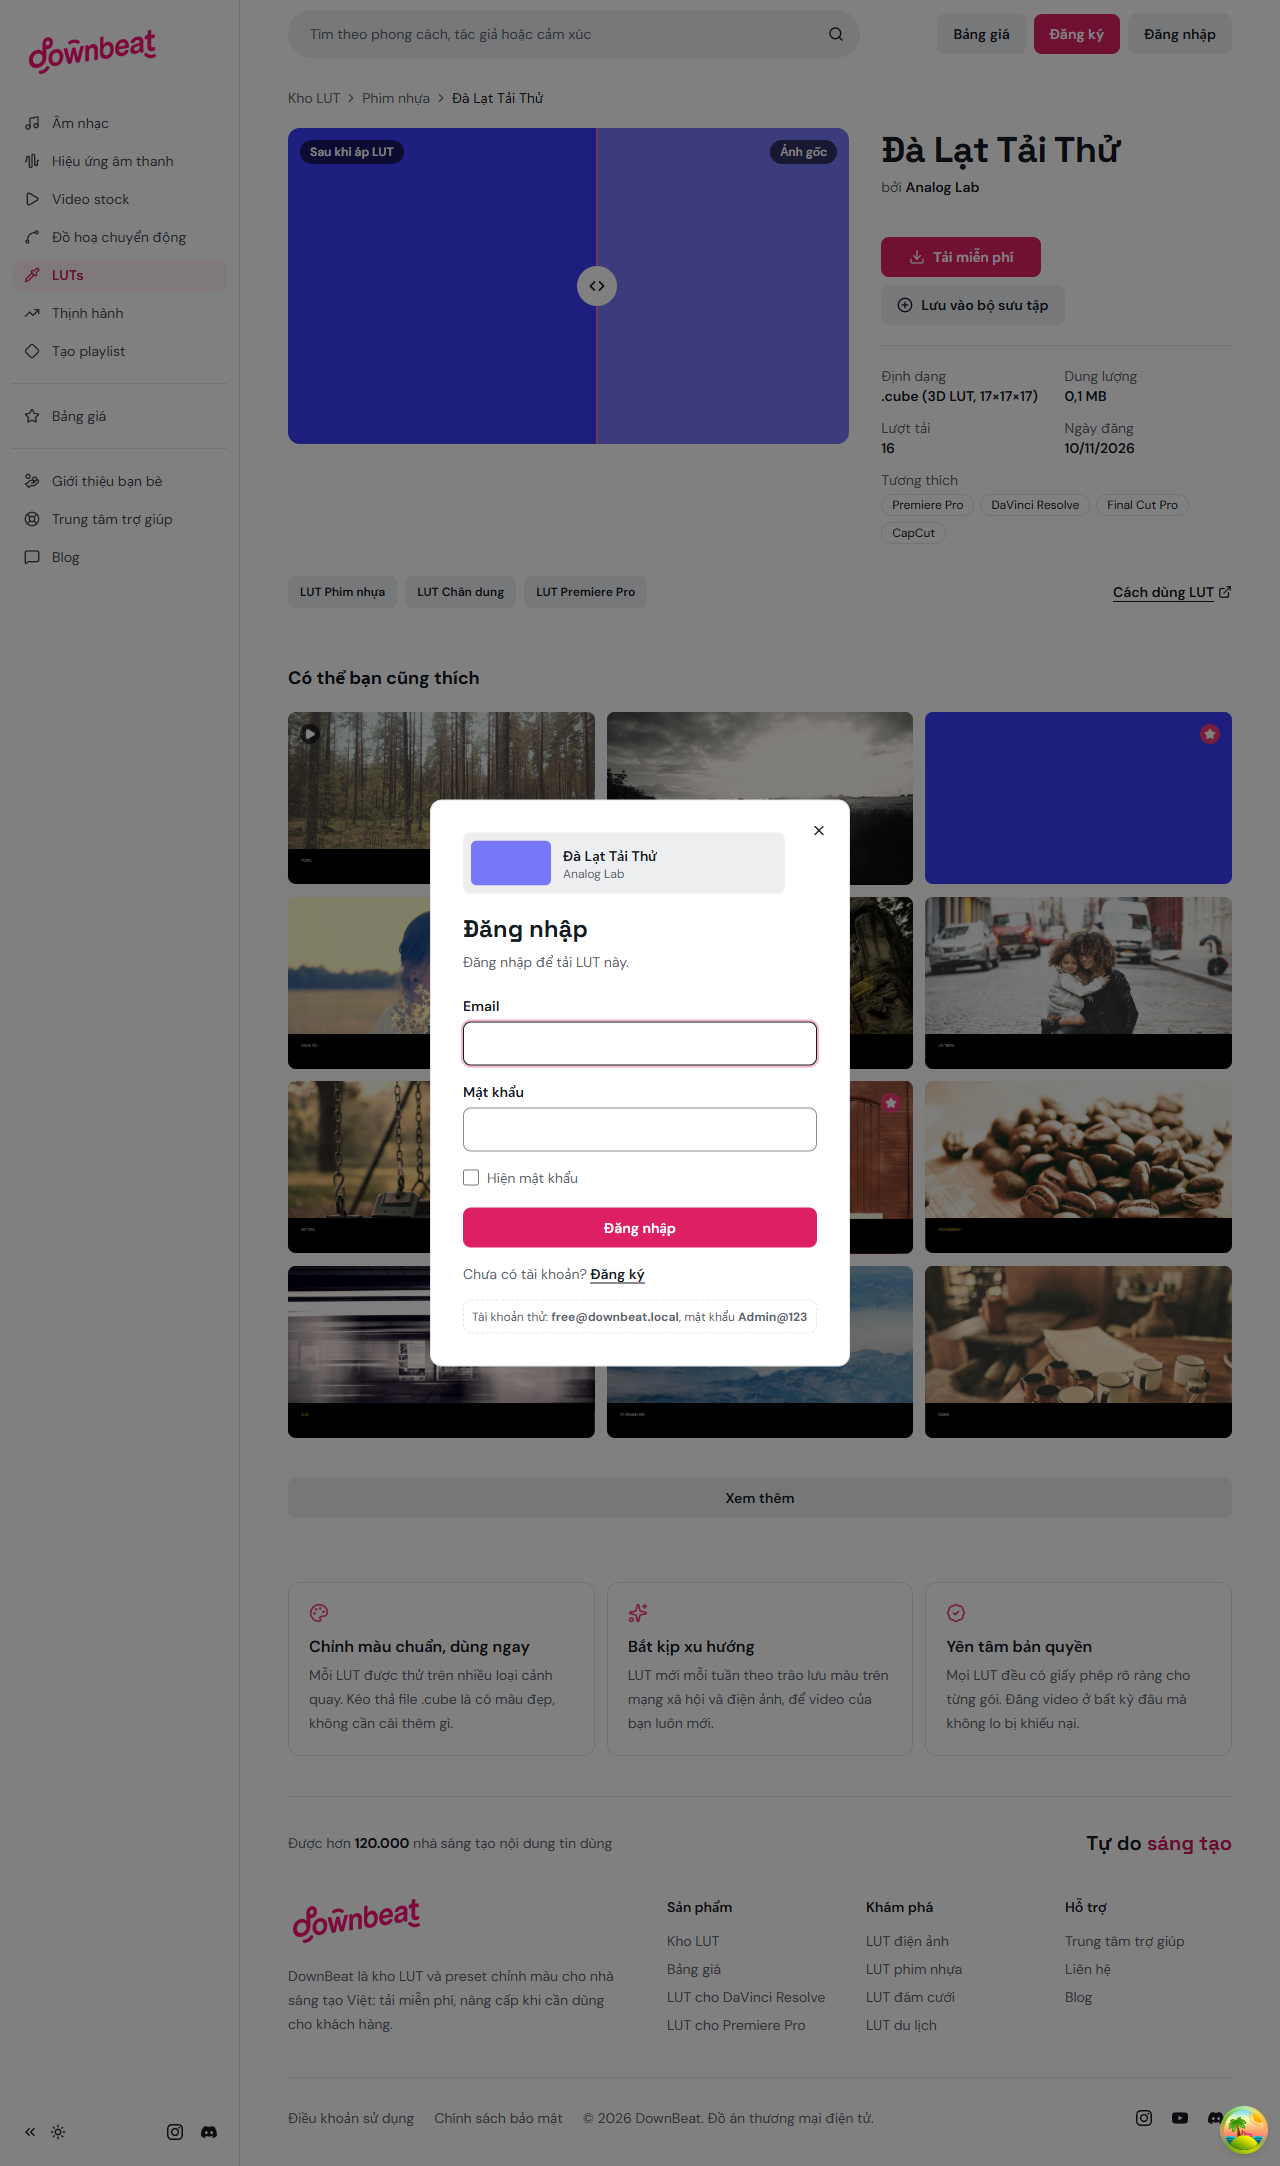 downbeat
Tìm theo phong cách, tác giả hoặc cảm xúc
Bảng giá
Đăng ký
Đăng nhập
Âm nhạc
Hiệu ứng âm thanh
Video stock
Đồ hoạ chuyển động
LUTs
Thịnh hành
Tạo playlist
Bảng giá
Giới thiệu bạn bè
Trung tâm trợ giúp
Blog
Kho LUT
Phim nhựa
Đà Lạt Tải Thử
Sau khi áp LUT
Ảnh gốc
Đà Lạt Tải Thử
bởi Analog Lab
Tải miễn phí
Lưu vào bộ sưu tập
Định dạng
.cube (3D LUT, 17×17×17)
Dung lượng
0,1 MB
Lượt tải
16
Ngày đăng
10/11/2026
Tương thích
Premiere Pro
DaVinci Resolve
Final Cut Pro
CapCut
LUT Phim nhựa
LUT Chân dung
LUT Premiere Pro
Cách dùng LUT
Có thể bạn cũng thích
Đà Lạt Tải Thử
Analog Lab
Đăng nhập
Đăng nhập để tải LUT này.
Email
Mật khẩu
Hiện mật khẩu
Đăng nhập
Chưa có tài khoản? Đăng ký
Tài khoản thử: free@downbeat.local, mật khẩu Admin@123
Xem thêm
Chỉnh màu chuẩn, dùng ngay
Mỗi LUT được thử trên nhiều loại cảnh
quay. Kéo thả file .cube là có màu đẹp,
không cần cài thêm gì.
Bắt kịp xu hướng
LUT mới mỗi tuần theo trào lưu màu trên
mạng xã hội và điện ảnh, để video của
bạn luôn mới.
Yên tâm bản quyền
Mọi LUT đều có giấy phép rõ ràng cho
từng gói. Đăng video ở bất kỳ đâu mà
không lo bị khiếu nại.
Được hơn 120.000 nhà sáng tạo nội dung tin dùng
Tự do sáng tạo
downbeat
DownBeat là kho LUT và preset chỉnh màu cho nhà
sáng tạo Việt: tải miễn phí, nâng cấp khi cần dùng
cho khách hàng.
Sản phẩm
Kho LUT
Bảng giá
LUT cho DaVinci Resolve
LUT cho Premiere Pro
Khám phá
LUT điện ảnh
LUT phim nhựa
LUT đám cưới
LUT du lịch
Hỗ trợ
Trung tâm trợ giúp
Liên hệ
Blog
Điều khoản sử dụng
Chính sách bảo mật
© 2026 DownBeat. Đồ án thương mại điện tử.